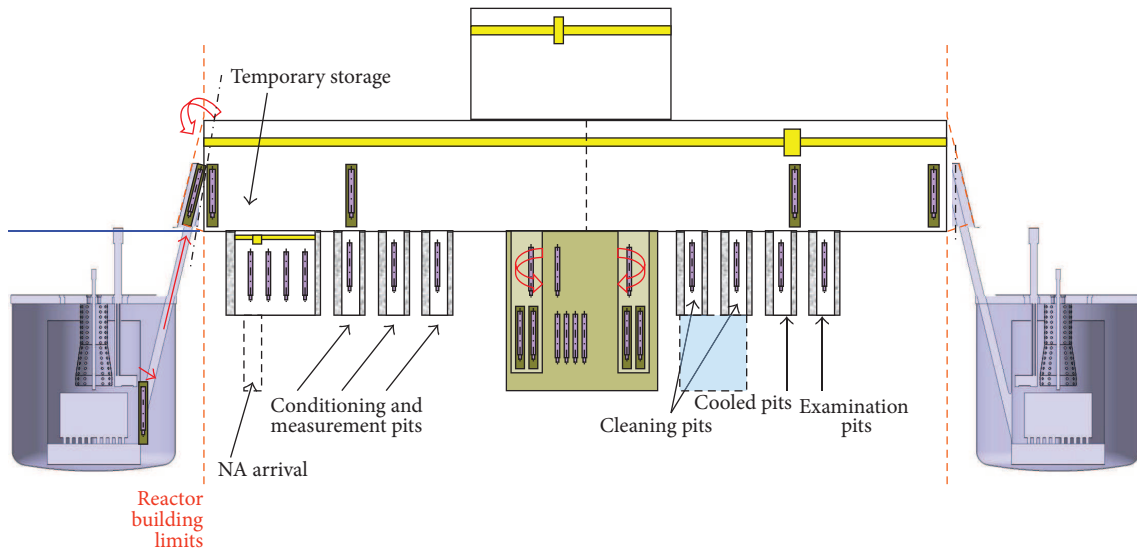 Temporary storage
NA arrival
Conditioning and
measurement pits
Cleaning pits
Cooled pits
Examination
pits
Reactor
building
limits